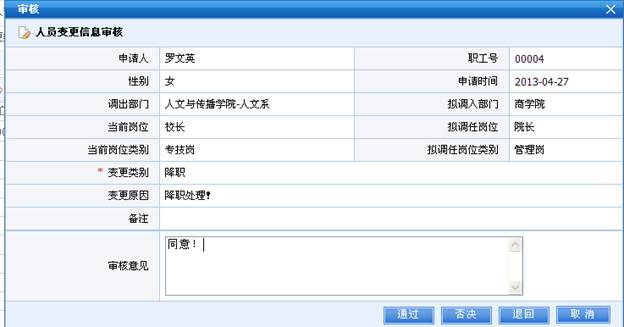 审核
人员变更信息审核
申请人 罗文英 职工号 00004
性别 女 申请时间 2013-04-27
调出部门 人文与传播学院-人文系 拟调入部门 商学院
当前岗位 校长 拟调任岗位 院长
当前岗位类别 专技岗 拟调任岗位类别 管理岗
* 变更类别 降职
变更原因 降职处理!
备注
审核意见 同意！
通过 否决 退回 取消